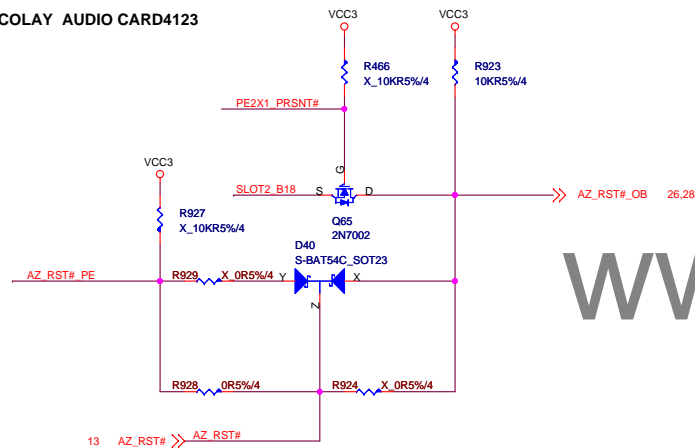 COLAY AUDIO CARD4123
VCC3
VCC3
R466
X_10KR5%/4
R923
10KR5%/4
PE2X1_PRSNT#
G
VCC3
SLOT2_B18
S
D
AZ_RST#_OB 26,28
R927
X_10KR5%/4
Q65
2N7002
D40
S-BAT54C_SOT23
AZ_RST#_PE
R929
X_0R5%/4
Y
X
Z
R928
0R5%/4
R924
X_0R5%/4
13 AZ_RST#
AZ_RST#